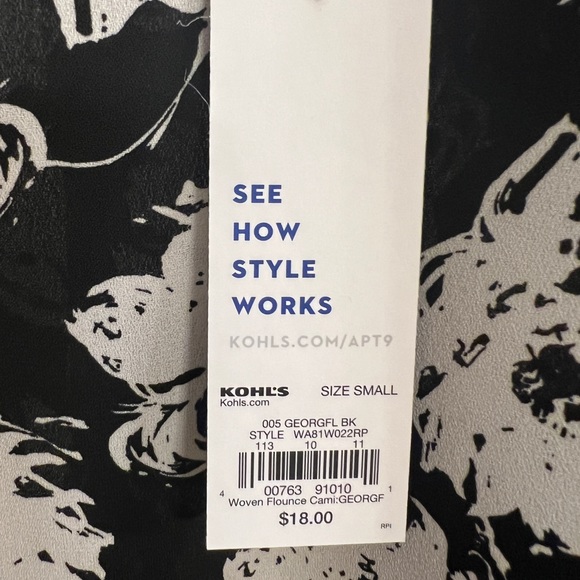 SEE
HOW
STYLE
WORKS
KOHLS.COM/APT9
KOHL'S SIZE SMALL
Kohls.com
005 GEORGFL BK
STYLE WA81W022RP
113 10 11
4 00763 91010 1
Woven Flounce Cami:GEORGF
$18.00
RPI